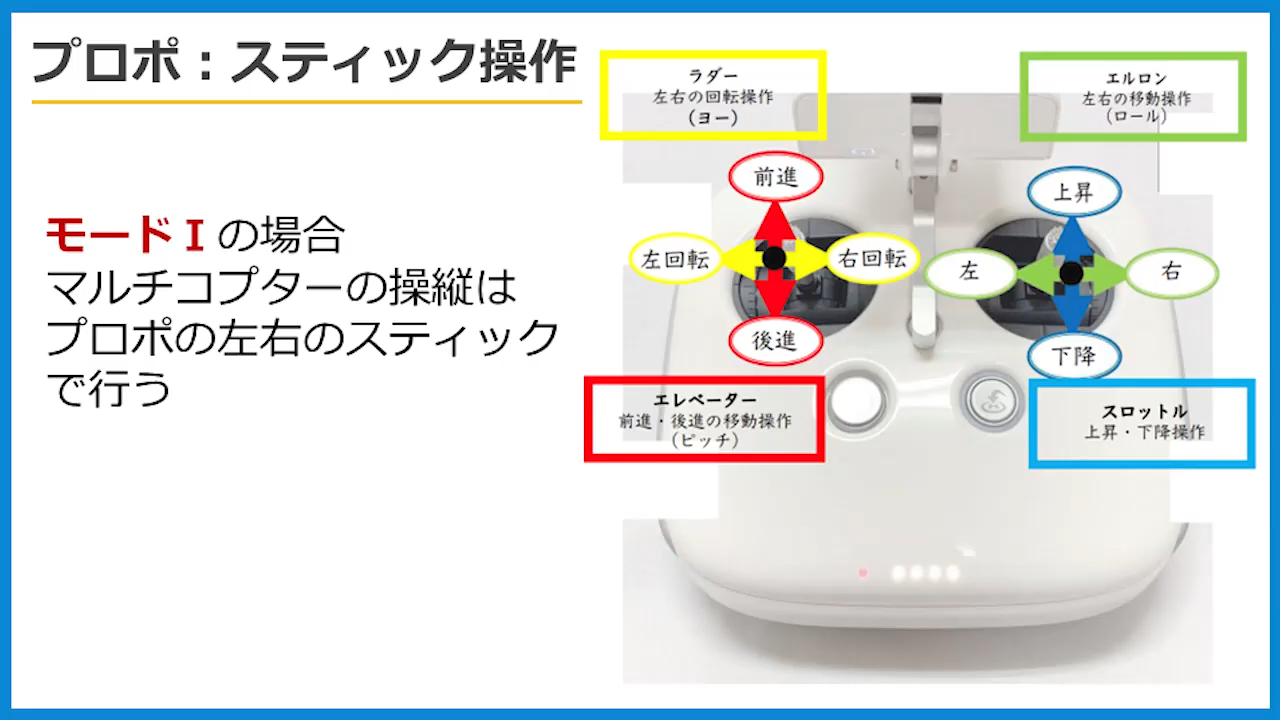 プロポ：スティック操作
モードⅠの場合
マルチコプターの操縦は
プロポの左右のスティック
で行う
ラダー
左右の回転操作
（ヨー）
エルロン
左右の移動操作
（ロール）
前進
左回転
右回転
後進
上昇
左
右
下降
エレベーター
前進・後進の移動操作
（ピッチ）
スロットル
上昇・下降操作